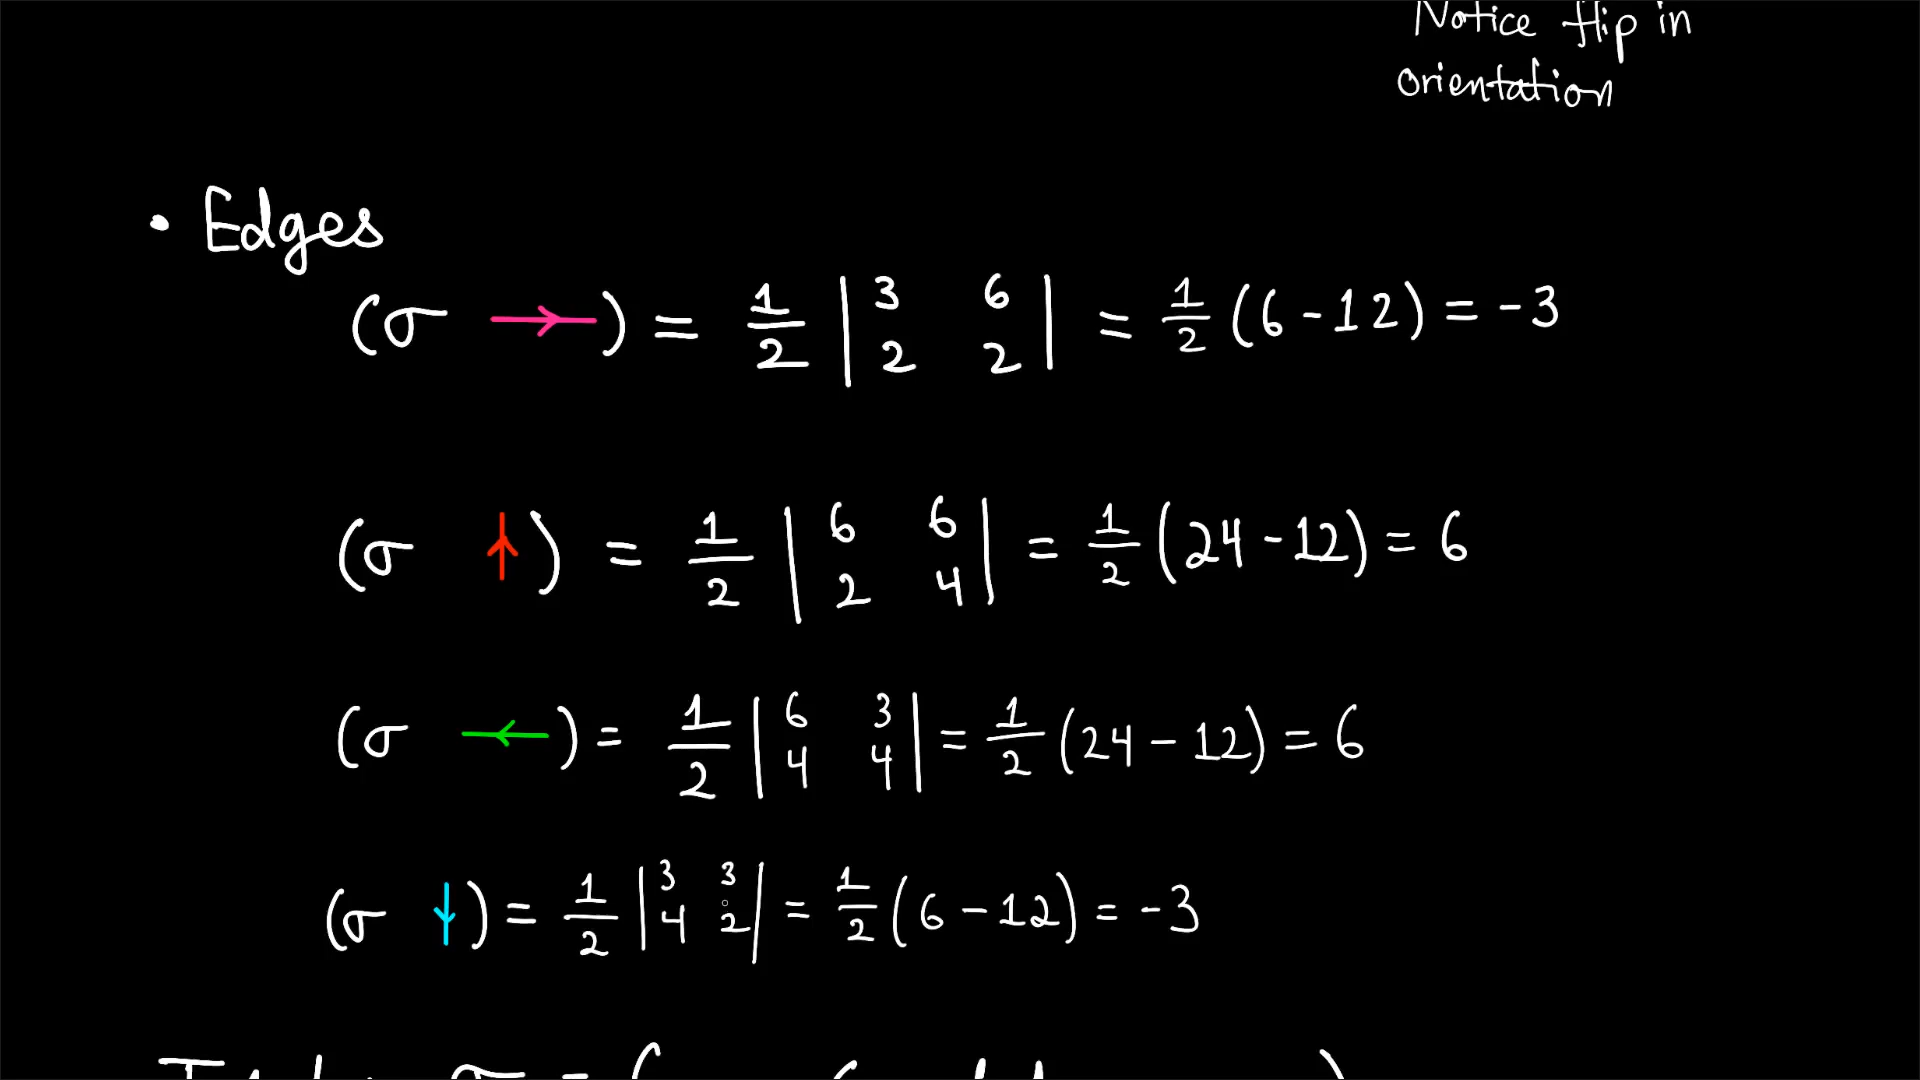 Notice flip in
orientation
• Edges
(σ →) = 1/2 |3 6; 2 2| = 1/2 (6 - 12) = -3
(σ ↑) = 1/2 |6 6; 2 4| = 1/2 (24 - 12) = 6
(σ ←) = 1/2 |6 3; 4 4| = 1/2 (24 - 12) = 6
(σ ↓) = 1/2 |3 3; 4 2| = 1/2 (6 - 12) = -3